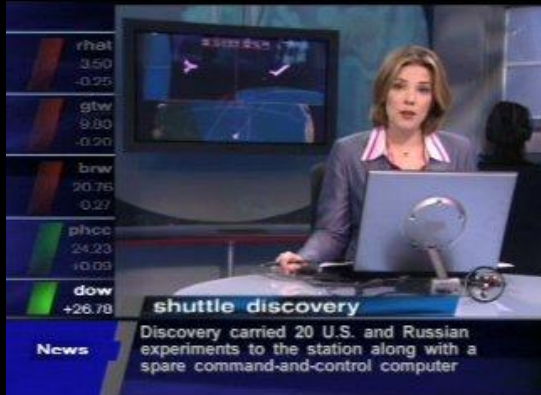 rhat
3.50
-0.25
gtw
9.80
-0.20
brw
20.76
-0.27
phcc
24.23
+0.09
dow
+26.78
shuttle discovery
News
Discovery carried 20 U.S. and Russian
experiments to the station along with a
spare command-and-control computer